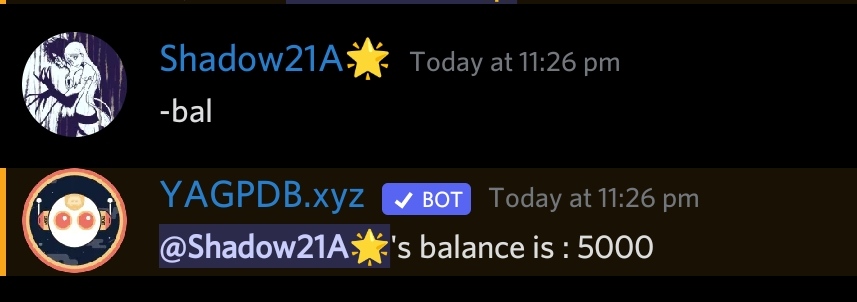 Shadow21A🌟 Today at 11:26 pm
-bal
YAGPDB.xyz ✓ BOT Today at 11:26 pm
@Shadow21A🌟's balance is : 5000